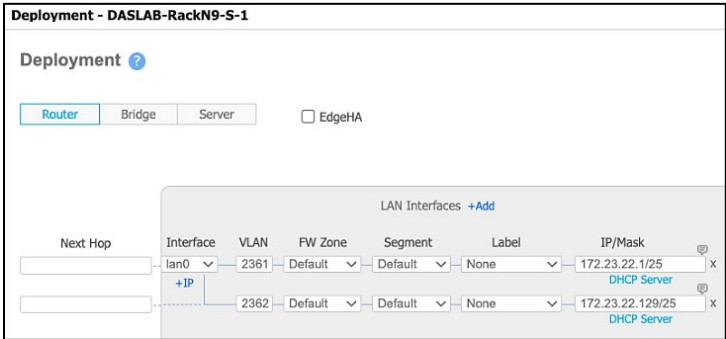 Deployment - DASLAB-RackN9-S-1
Deployment ?
Router Bridge Server EdgeHA
LAN Interfaces +Add
Next Hop Interface VLAN FW Zone Segment Label IP/Mask
lan0 2361 Default Default None 172.23.22.1/25 x
+IP DHCP Server
2362 Default Default None 172.23.22.129/25 x
DHCP Server